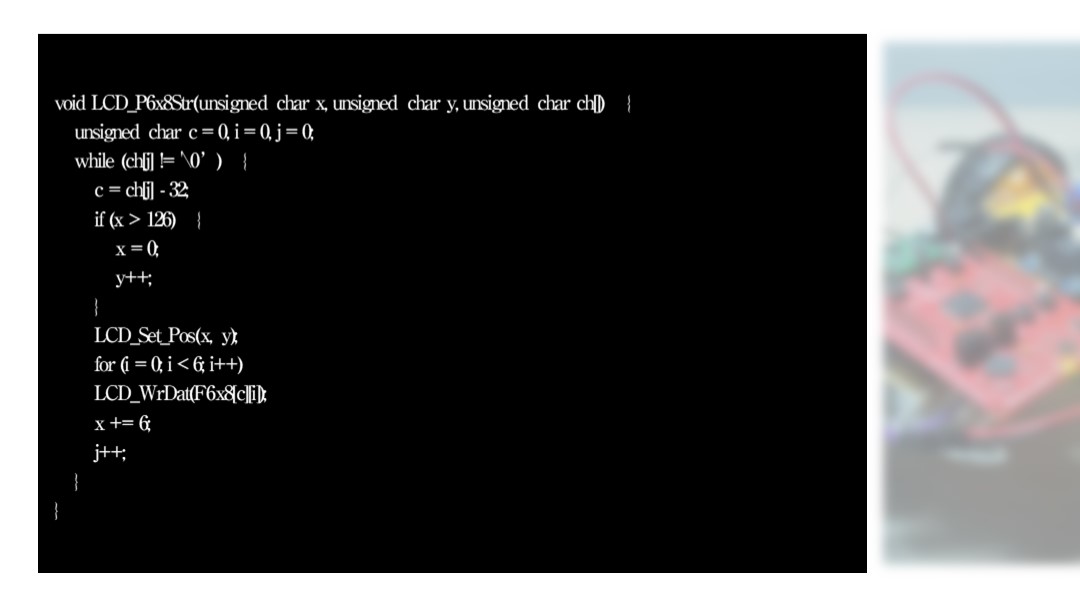 void LCD_P6x8Str(unsigned char x, unsigned char y, unsigned char ch[]) {
unsigned char c = 0, i = 0, j = 0;
while (ch[j] != '\0’ ) {
c = ch[j] - 32;
if (x > 126) {
x = 0;
y++;
}
LCD_Set_Pos(x, y);
for (i = 0; i < 6; i++)
LCD_WrDat(F6x8[c][i]);
x += 6;
j++;
}
}